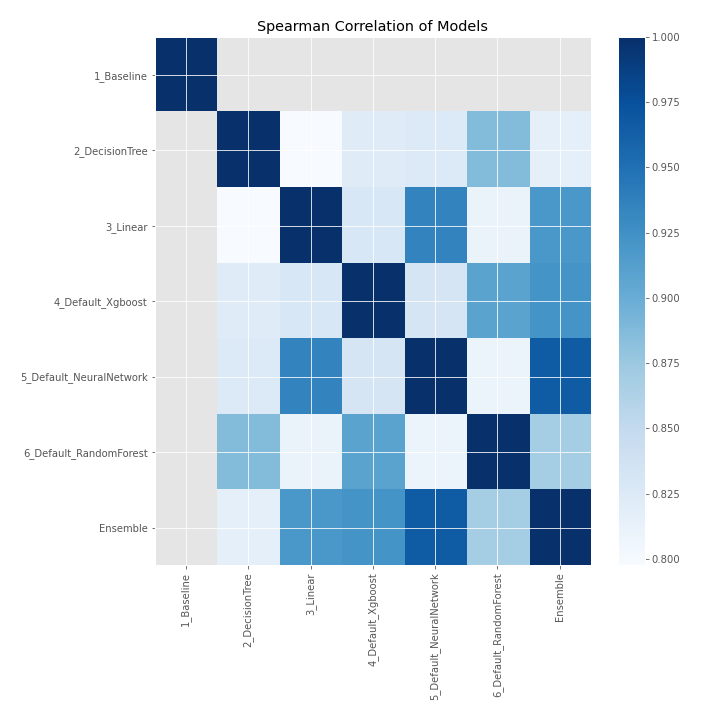 Spearman Correlation of Models
1_Baseline
2_DecisionTree
3_Linear
4_Default_Xgboost
5_Default_NeuralNetwork
6_Default_RandomForest
Ensemble
1_Baseline
2_DecisionTree
3_Linear
4_Default_Xgboost
5_Default_NeuralNetwork
6_Default_RandomForest
Ensemble
1.000
0.975
0.950
0.925
0.900
0.875
0.850
0.825
0.800